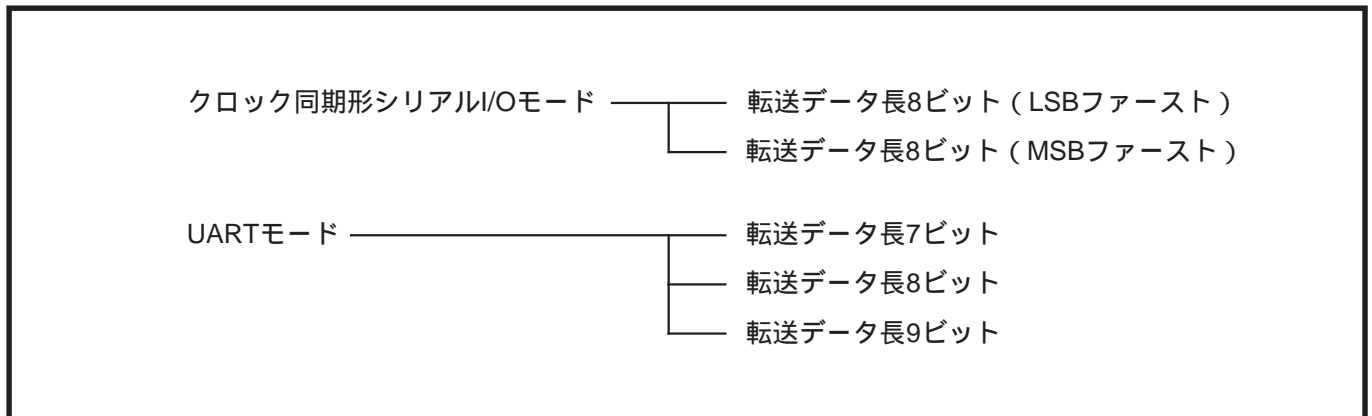 クロック同期形シリアルI/Oモード 転送データ長8ビット(LSBファースト)
転送データ長8ビット(MSBファースト)
UARTモード 転送データ長7ビット
転送データ長8ビット
転送データ長9ビット